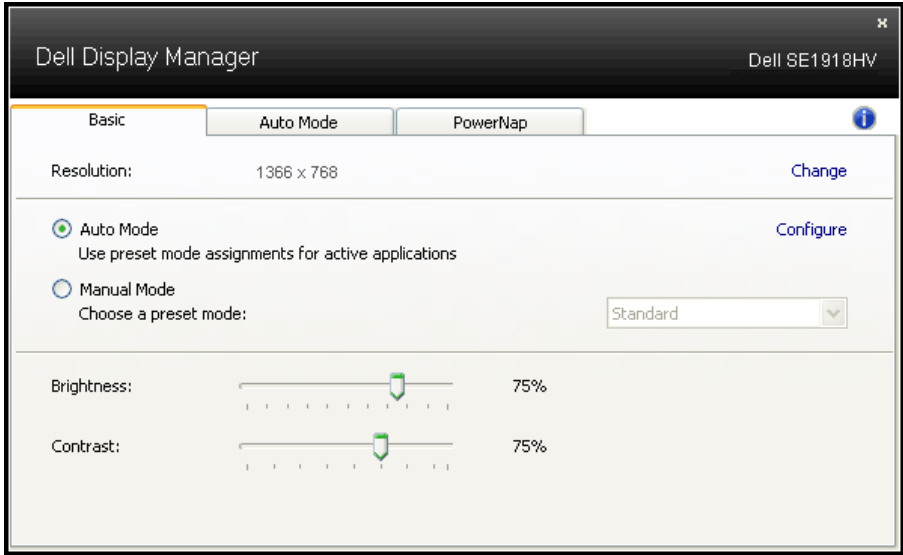 x
Dell Display Manager
Dell SE1918HV
Basic
Auto Mode
PowerNap
i
Resolution:
1366 x 768
Change
Auto Mode
Configure
Use preset mode assignments for active applications
Manual Mode
Choose a preset mode:
Standard
Brightness:
75%
Contrast:
75%